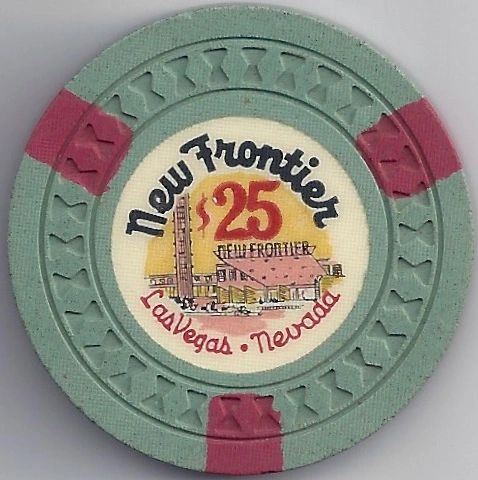 New Frontier
$25
NEW FRONTIER
Las Vegas • Nevada